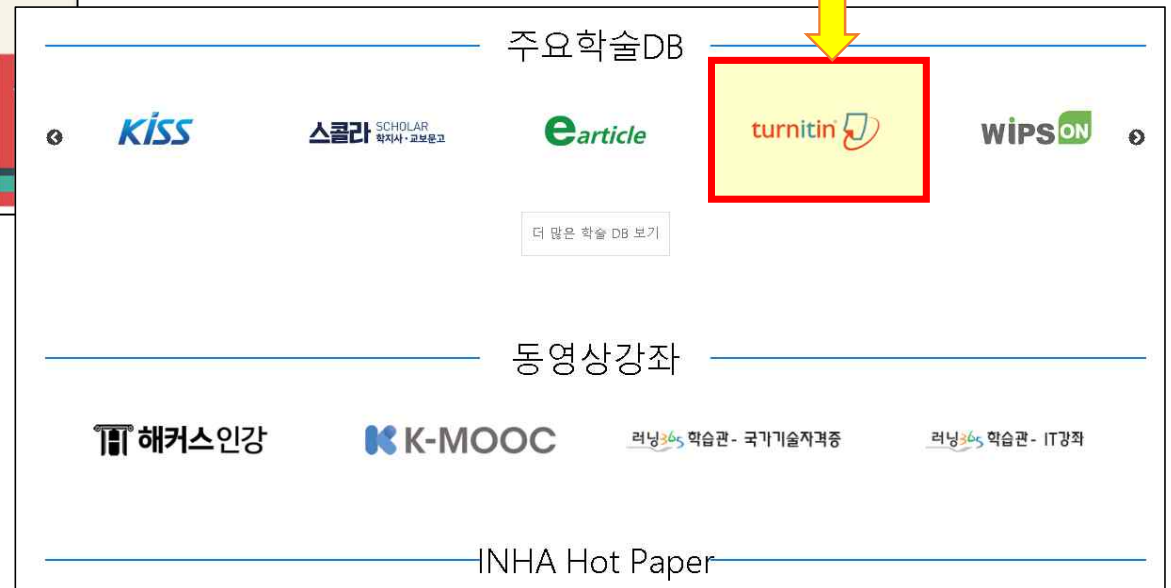 주요학술DB
KISS
스콜라 SCHOLAR
학지사·교보문고
earticle
turnitin
WIPS ON
더 많은 학술 DB 보기
동영상강좌
해커스인강
K-MOOC
러닝365 학습관 - 국가기술자격증
러닝365 학습관 - IT강좌
INHA Hot Paper